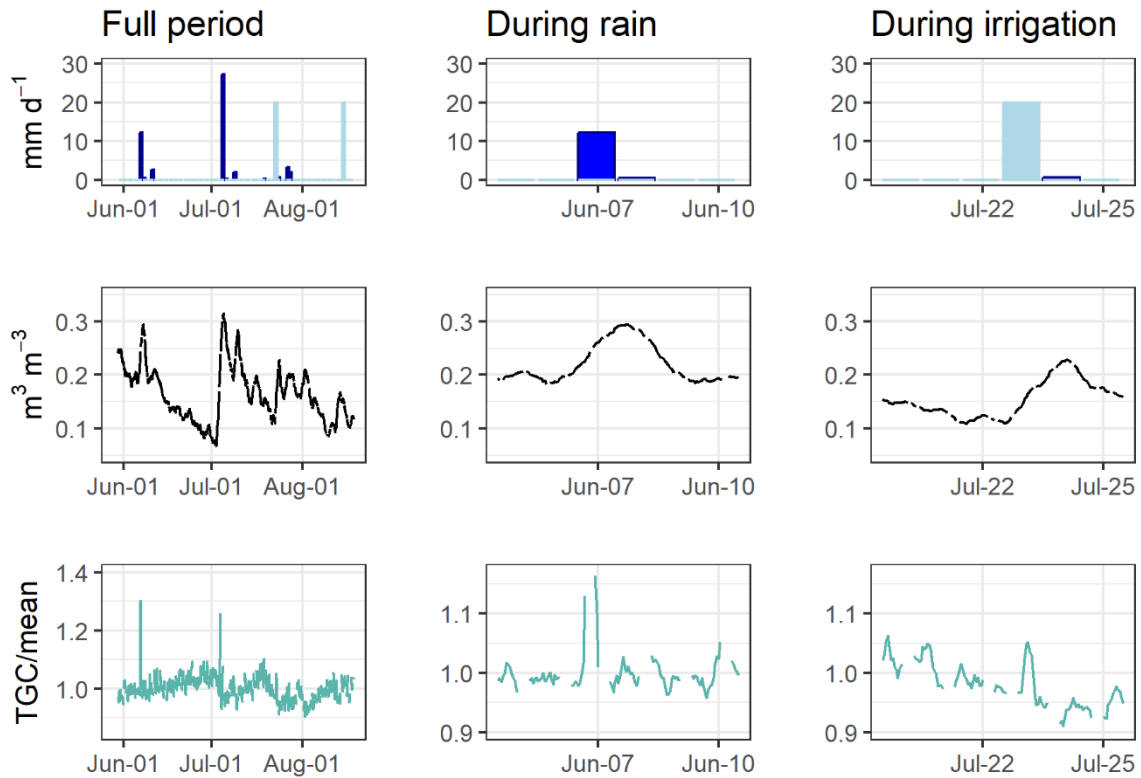 Full period
During rain
During irrigation
mm d⁻¹
30
20
10
0
Jun-01 Jul-01 Aug-01
30
20
10
0
Jun-07 Jun-10
30
20
10
0
Jul-22 Jul-25
m³ m⁻³
0.3
0.2
0.1
Jun-01 Jul-01 Aug-01
0.3
0.2
0.1
Jun-07 Jun-10
0.3
0.2
0.1
Jul-22 Jul-25
TGC/mean
1.4
1.2
1.0
Jun-01 Jul-01 Aug-01
1.1
1.0
0.9
Jun-07 Jun-10
1.1
1.0
0.9
Jul-22 Jul-25